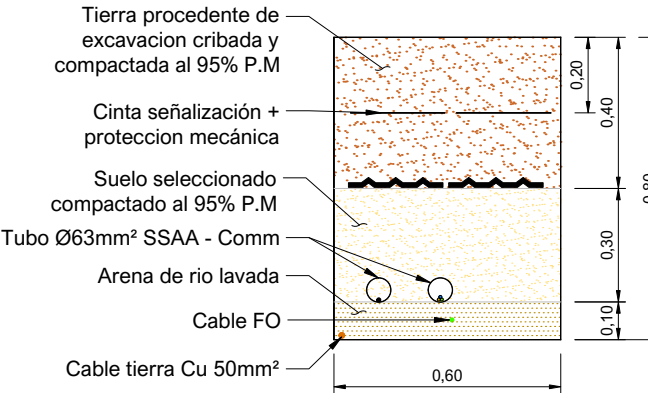 Tierra procedente de
excavacion cribada y
compactada al 95% P.M
Cinta señalización +
proteccion mecánica
Suelo seleccionado
compactado al 95% P.M
Tubo Ø63mm² SSAA - Comm
Arena de rio lavada
Cable FO
Cable tierra Cu 50mm²
0,20
0,40
0,30
0,10
0,80
0,60